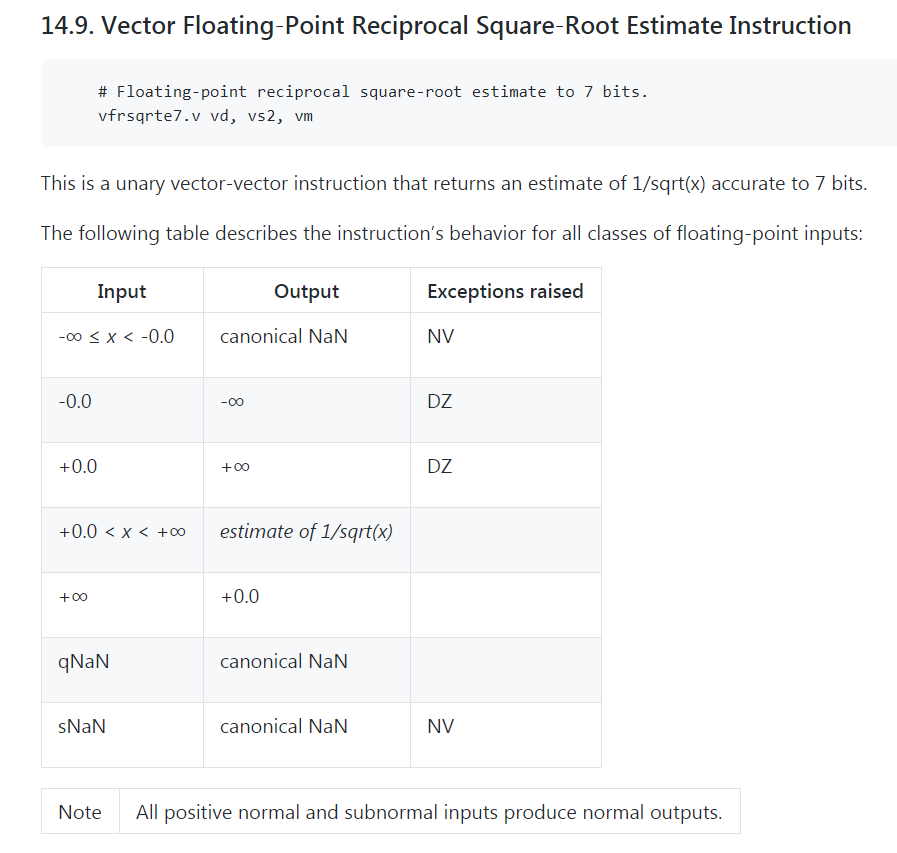 14.9. Vector Floating-Point Reciprocal Square-Root Estimate Instruction
# Floating-point reciprocal square-root estimate to 7 bits.
vfrsqrte7.v vd, vs2, vm
This is a unary vector-vector instruction that returns an estimate of 1/sqrt(x) accurate to 7 bits.
The following table describes the instruction’s behavior for all classes of floating-point inputs:
Input Output Exceptions raised
-∞ ≤ x < -0.0 canonical NaN NV
-0.0 -∞ DZ
+0.0 +∞ DZ
+0.0 < x < +∞ estimate of 1/sqrt(x)
+∞ +0.0
qNaN canonical NaN
sNaN canonical NaN NV
Note All positive normal and subnormal inputs produce normal outputs.